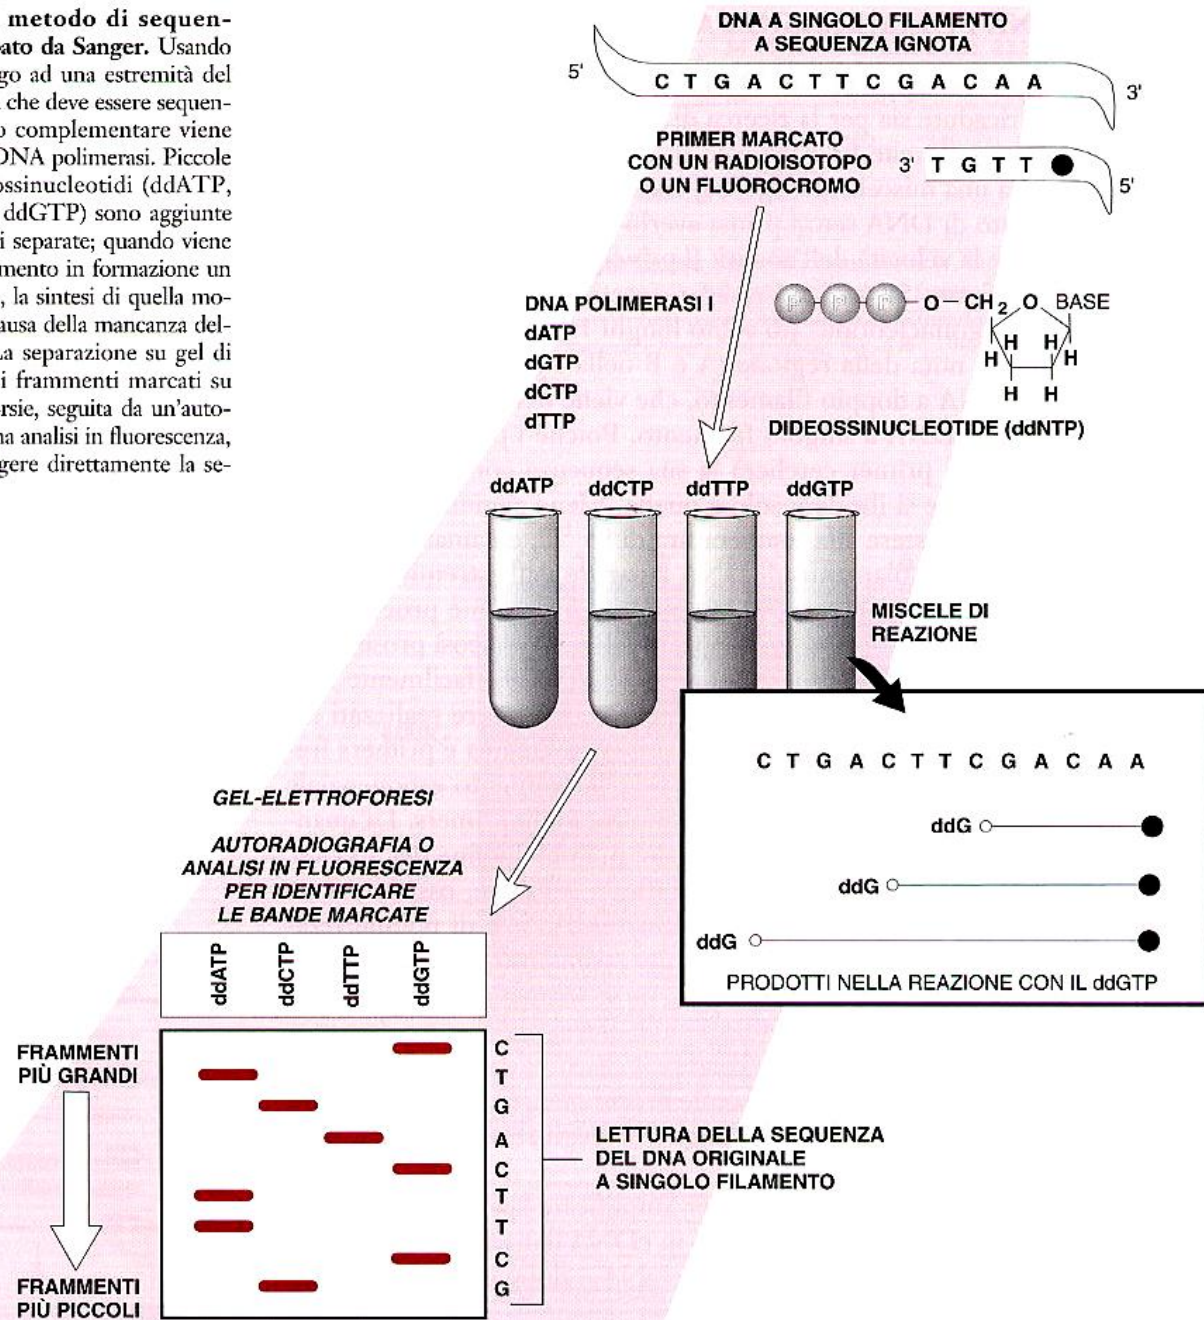 metodo di sequen-
pato da Sanger. Usando
go ad una estremità del
che deve essere sequen-
o complementare viene
DNA polimerasi. Piccole
ossinucleotidi (ddATP,
ddGTP) sono aggiunte
i separate; quando viene
mento in formazione un
, la sintesi di quella mo-
ausa della mancanza del-
La separazione su gel di
i frammenti marcati su
orsie, seguita da un'auto-
na analisi in fluorescenza,
gere direttamente la se-
DNA A SINGOLO FILAMENTO
A SEQUENZA IGNOTA
5' C T G A C T T C G A C A A 3'
PRIMER MARCATO
CON UN RADIOISOTOPO
O UN FLUOROCROMO
3' T G T T 5'
DNA POLIMERASI I
dATP
dGTP
dCTP
dTTP
P P P O – CH2 O BASE
H H H H
H H
DIDEOSSINUCLEOTIDE (ddNTP)
ddATP ddCTP ddTTP ddGTP
MISCELE DI
REAZIONE
C T G A C T T C G A C A A
ddG
ddG
ddG
PRODOTTI NELLA REAZIONE CON IL ddGTP
GEL-ELETTROFORESI
AUTORADIOGRAFIA O
ANALISI IN FLUORESCENZA
PER IDENTIFICARE
LE BANDE MARCATE
ddATP ddCTP ddTTP ddGTP
FRAMMENTI
PIÙ GRANDI
FRAMMENTI
PIÙ PICCOLI
C
T
G
A
C
T
T
C
G
LETTURA DELLA SEQUENZA
DEL DNA ORIGINALE
A SINGOLO FILAMENTO